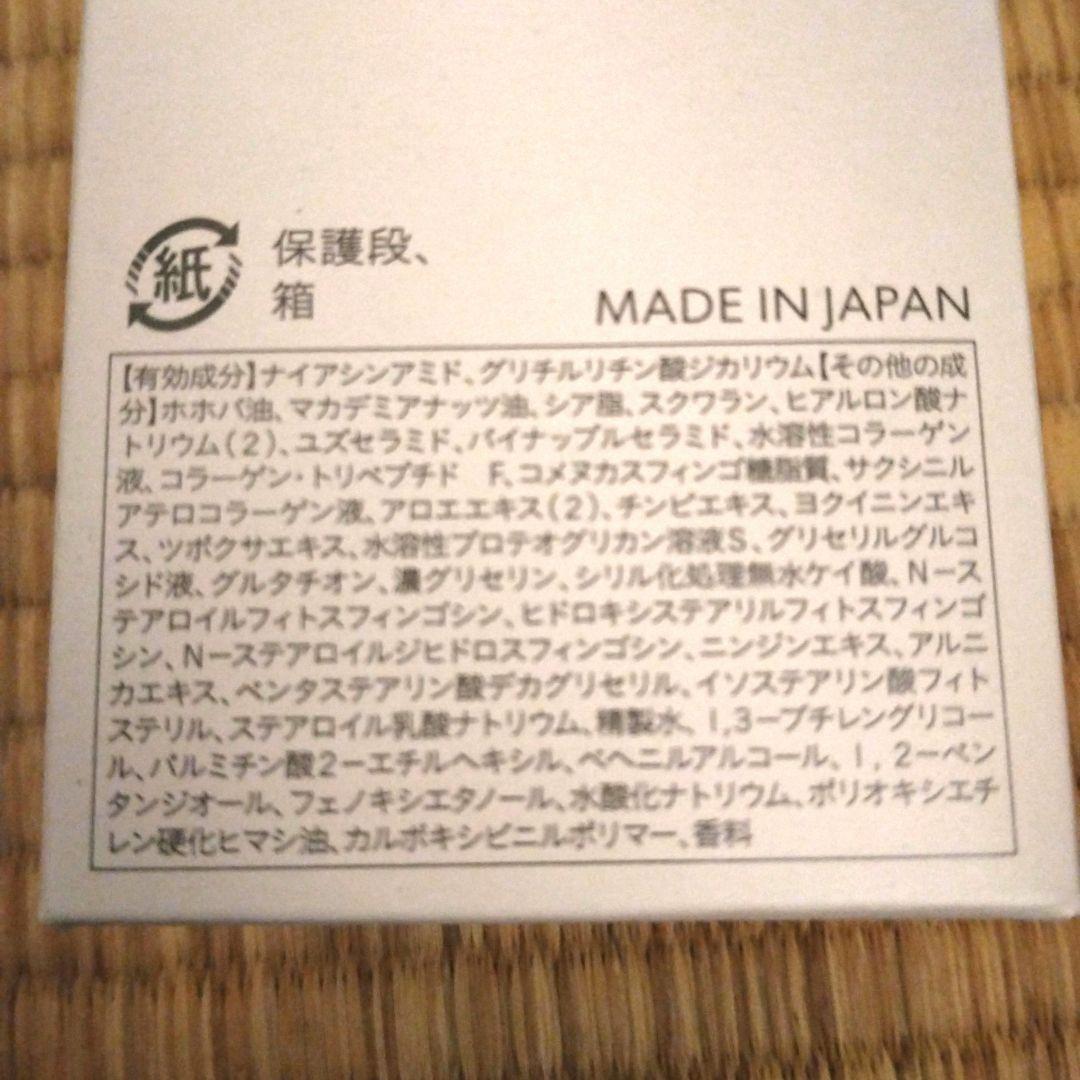 紙
保護段、
箱
MADE IN JAPAN
【有効成分】ナイアシンアミド、グリチルリチン酸ジカリウム【その他の成
分】ホホバ油、マカデミアナッツ油、シア脂、スクワラン、ヒアルロン酸ナ
トリウム(2)、ユズセラミド、パイナップルセラミド、水溶性コラーゲン
液、コラーゲン・トリペプチド　F、コメヌカスフィンゴ糖脂質、サクシニル
アテロコラーゲン液、アロエエキス(2)、チンピエキス、ヨクイニンエキ
ス、ツボクサエキス、水溶性プロテオグリカン溶液S、グリセリルグルコ
シド液、グルタチオン、濃グリセリン、シリル化処理無水ケイ酸、N－ス
テアロイルフィトスフィンゴシン、ヒドロキシステアリルフィトスフィンゴ
シン、N－ステアロイルジヒドロスフィンゴシン、ニンジンエキス、アルニ
カエキス、ペンタステアリン酸デカグリセリル、イソステアリン酸フィト
ステリル、ステアロイル乳酸ナトリウム、精製水、1,3－ブチレングリコー
ル、パルミチン酸2－エチルヘキシル、ベヘニルアルコール、1,2－ペン
タンジオール、フェノキシエタノール、水酸化ナトリウム、ポリオキシエチ
レン硬化ヒマシ油、カルボキシビニルポリマー、香料